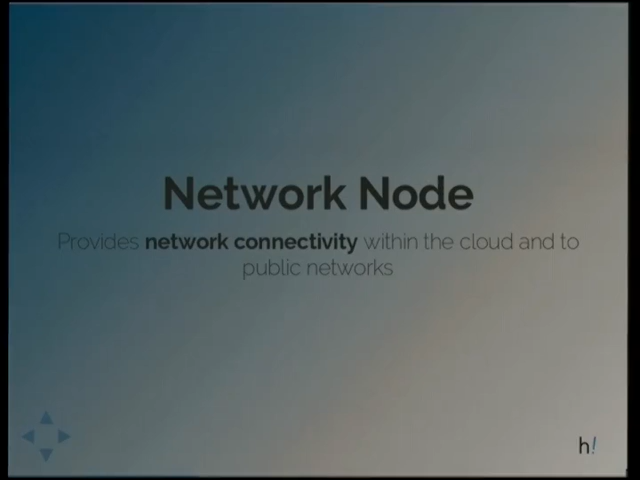 Network Node
Provides network connectivity within the cloud and to
public networks
h!